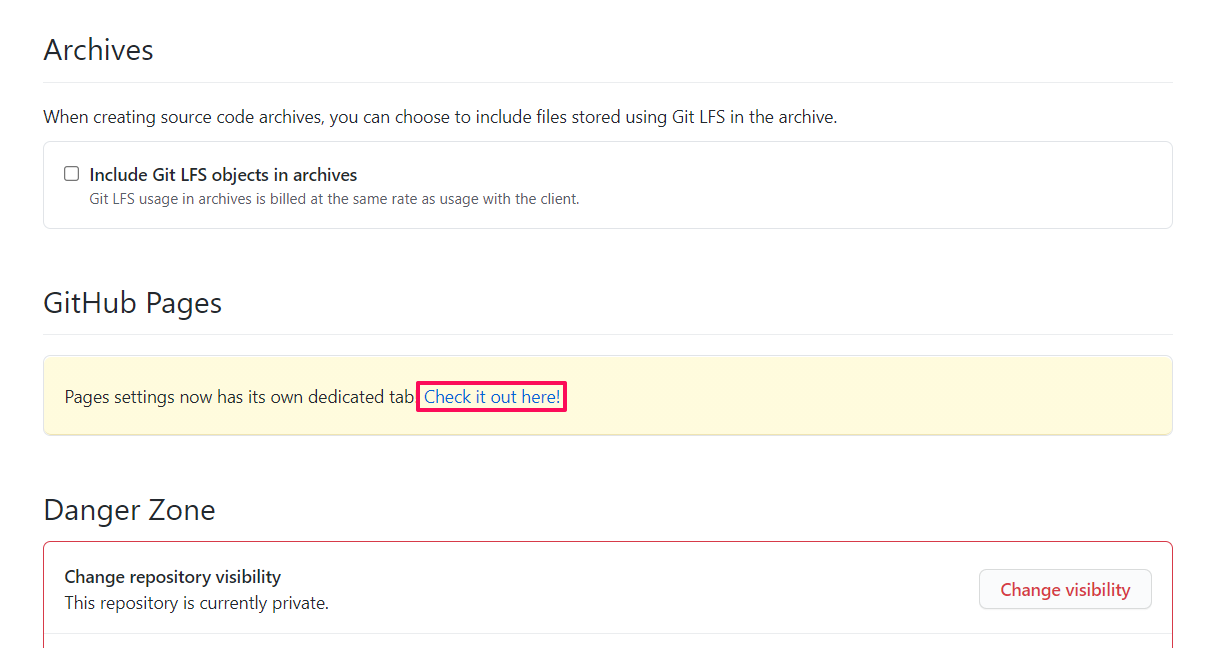 Archives
When creating source code archives, you can choose to include files stored using Git LFS in the archive.
Include Git LFS objects in archives
Git LFS usage in archives is billed at the same rate as usage with the client.
GitHub Pages
Pages settings now has its own dedicated tab Check it out here!
Danger Zone
Change repository visibility
This repository is currently private.
Change visibility